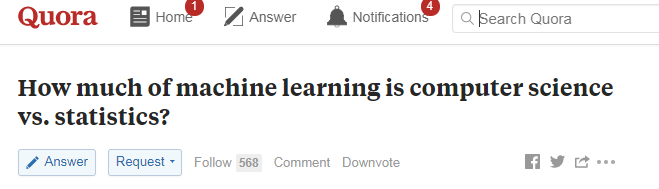 Quora Home 1 Answer Notifications 4 Search Quora
How much of machine learning is computer science
vs. statistics?
Answer Request Follow 568 Comment Downvote